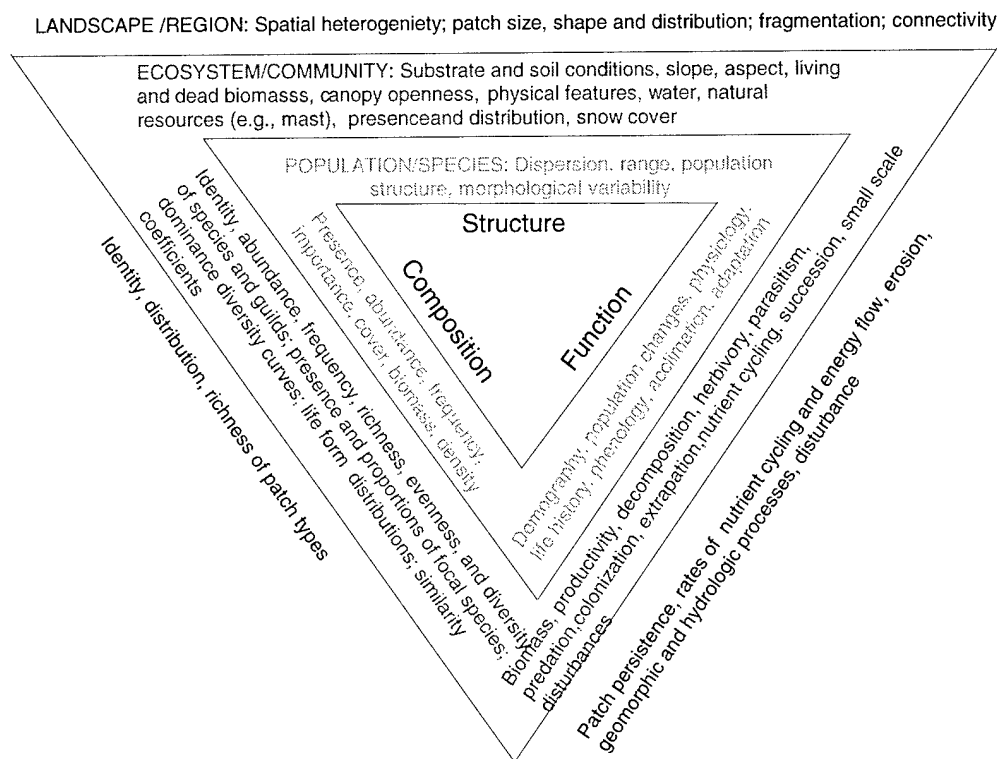 LANDSCAPE /REGION: Spatial heterogeniety; patch size, shape and distribution; fragmentation; connectivity
ECOSYSTEM/COMMUNITY: Substrate and soil conditions, slope, aspect, living
and dead biomasss, canopy openness, physical features, water, natural
resources (e.g., mast), presenceand distribution, snow cover
POPULATION/SPECIES: Dispersion. range, population
structure, morphological variability
Structure
Composition
Function
Presence, abundance, frequency,
importance, cover, biomass, density
Identity, abundance, frequency, richness, evenness, and diversity
of species and guilds; presence and proportions of focal species;
dominance diversity curves; life form distributions; similarity
coefficients
Identity, distribution, richness of patch types
Demography, population changes, physiology.
life history, phenology, acclimation. adaptation
Biomass, productivity, decomposition, herbivory, parasitism,
predation,colonization, extrapation,nutrient cycling. succession, small scale
disturbances
Patch persistence, rates of nutrient cycling and energy flow, erosion,
geomorphic and hydrologic processes, disturbance